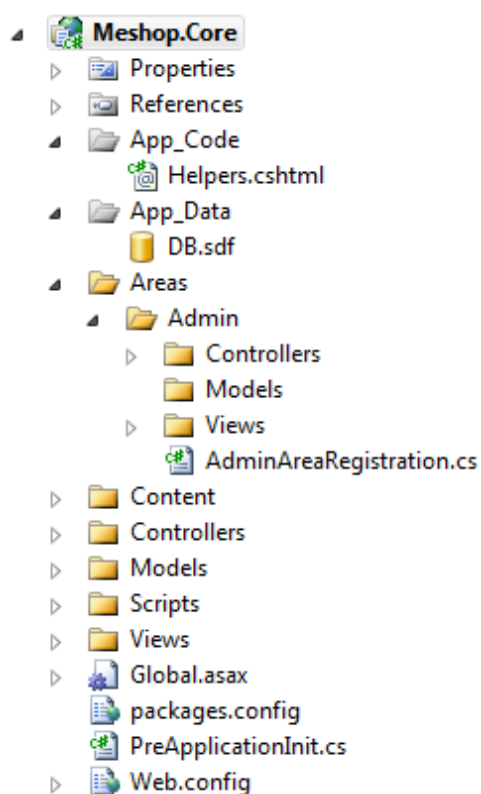 Meshop.Core
Properties
References
App_Code
Helpers.cshtml
App_Data
DB.sdf
Areas
Admin
Controllers
Models
Views
AdminAreaRegistration.cs
Content
Controllers
Models
Scripts
Views
Global.asax
packages.config
PreApplicationInit.cs
Web.config